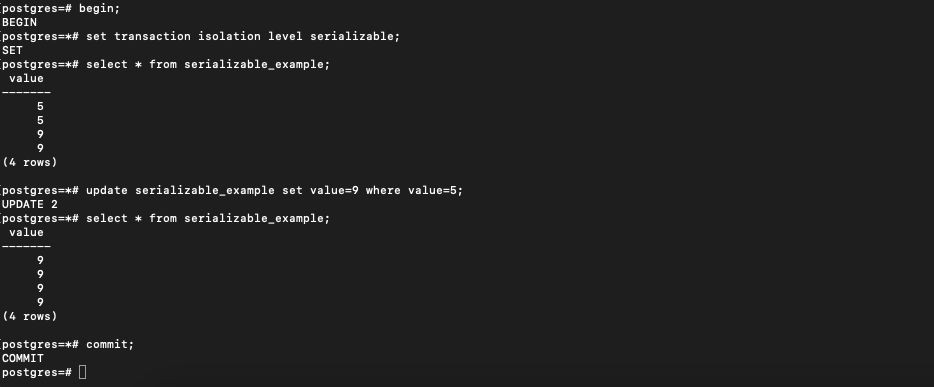 [postgres=# begin;
BEGIN
[postgres=*# set transaction isolation level serializable;
SET
[postgres=*# select * from serializable_example;
 value
-------
     5
     5
     9
     9
(4 rows)

[postgres=*# update serializable_example set value=9 where value=5;
UPDATE 2
[postgres=*# select * from serializable_example;
 value
-------
     9
     9
     9
     9
(4 rows)

[postgres=*# commit;
COMMIT
postgres=#